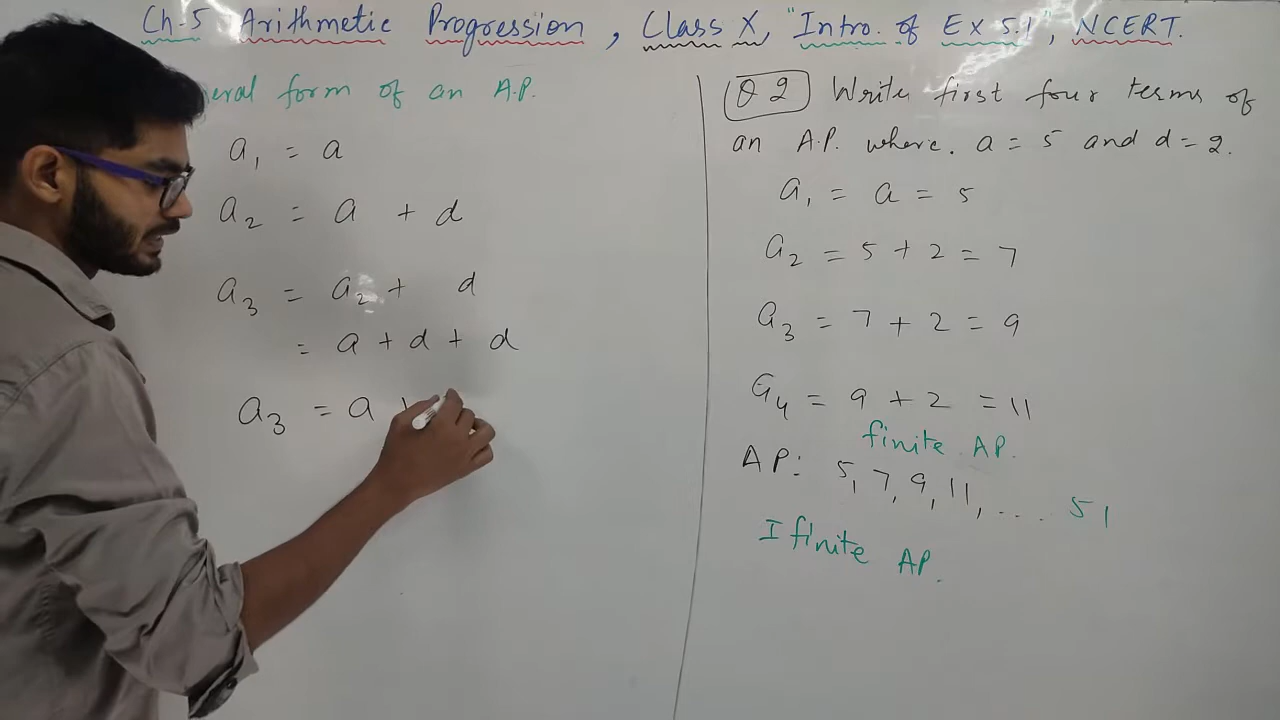 Ch-5 Arithmetic Progression , Class X, "Intro. of Ex 5.1", NCERT.
eral form of an A.P.
a₁ = a
a₂ = a + d
a₃ = a₂ + d
= a + d + d
a₃ = a +
Q 2 Write first four terms of
an A.P. where. a = 5 and d = 2.
a₁ = a = 5
a₂ = 5 + 2 = 7
a₃ = 7 + 2 = 9
a₄ = 9 + 2 = 11
finite AP.
AP: 5, 7, 9, 11, .... 51
Ifinite AP.